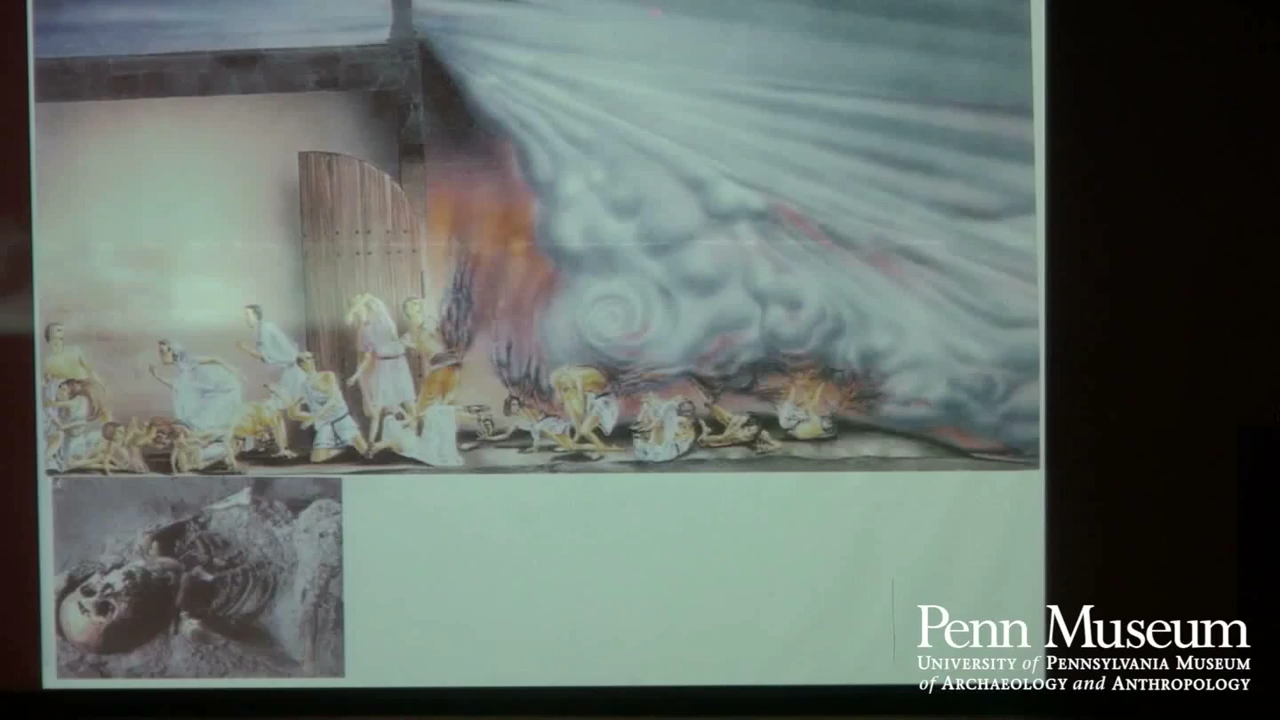 Penn Museum
UNIVERSITY of PENNSYLVANIA MUSEUM
of ARCHAEOLOGY and ANTHROPOLOGY